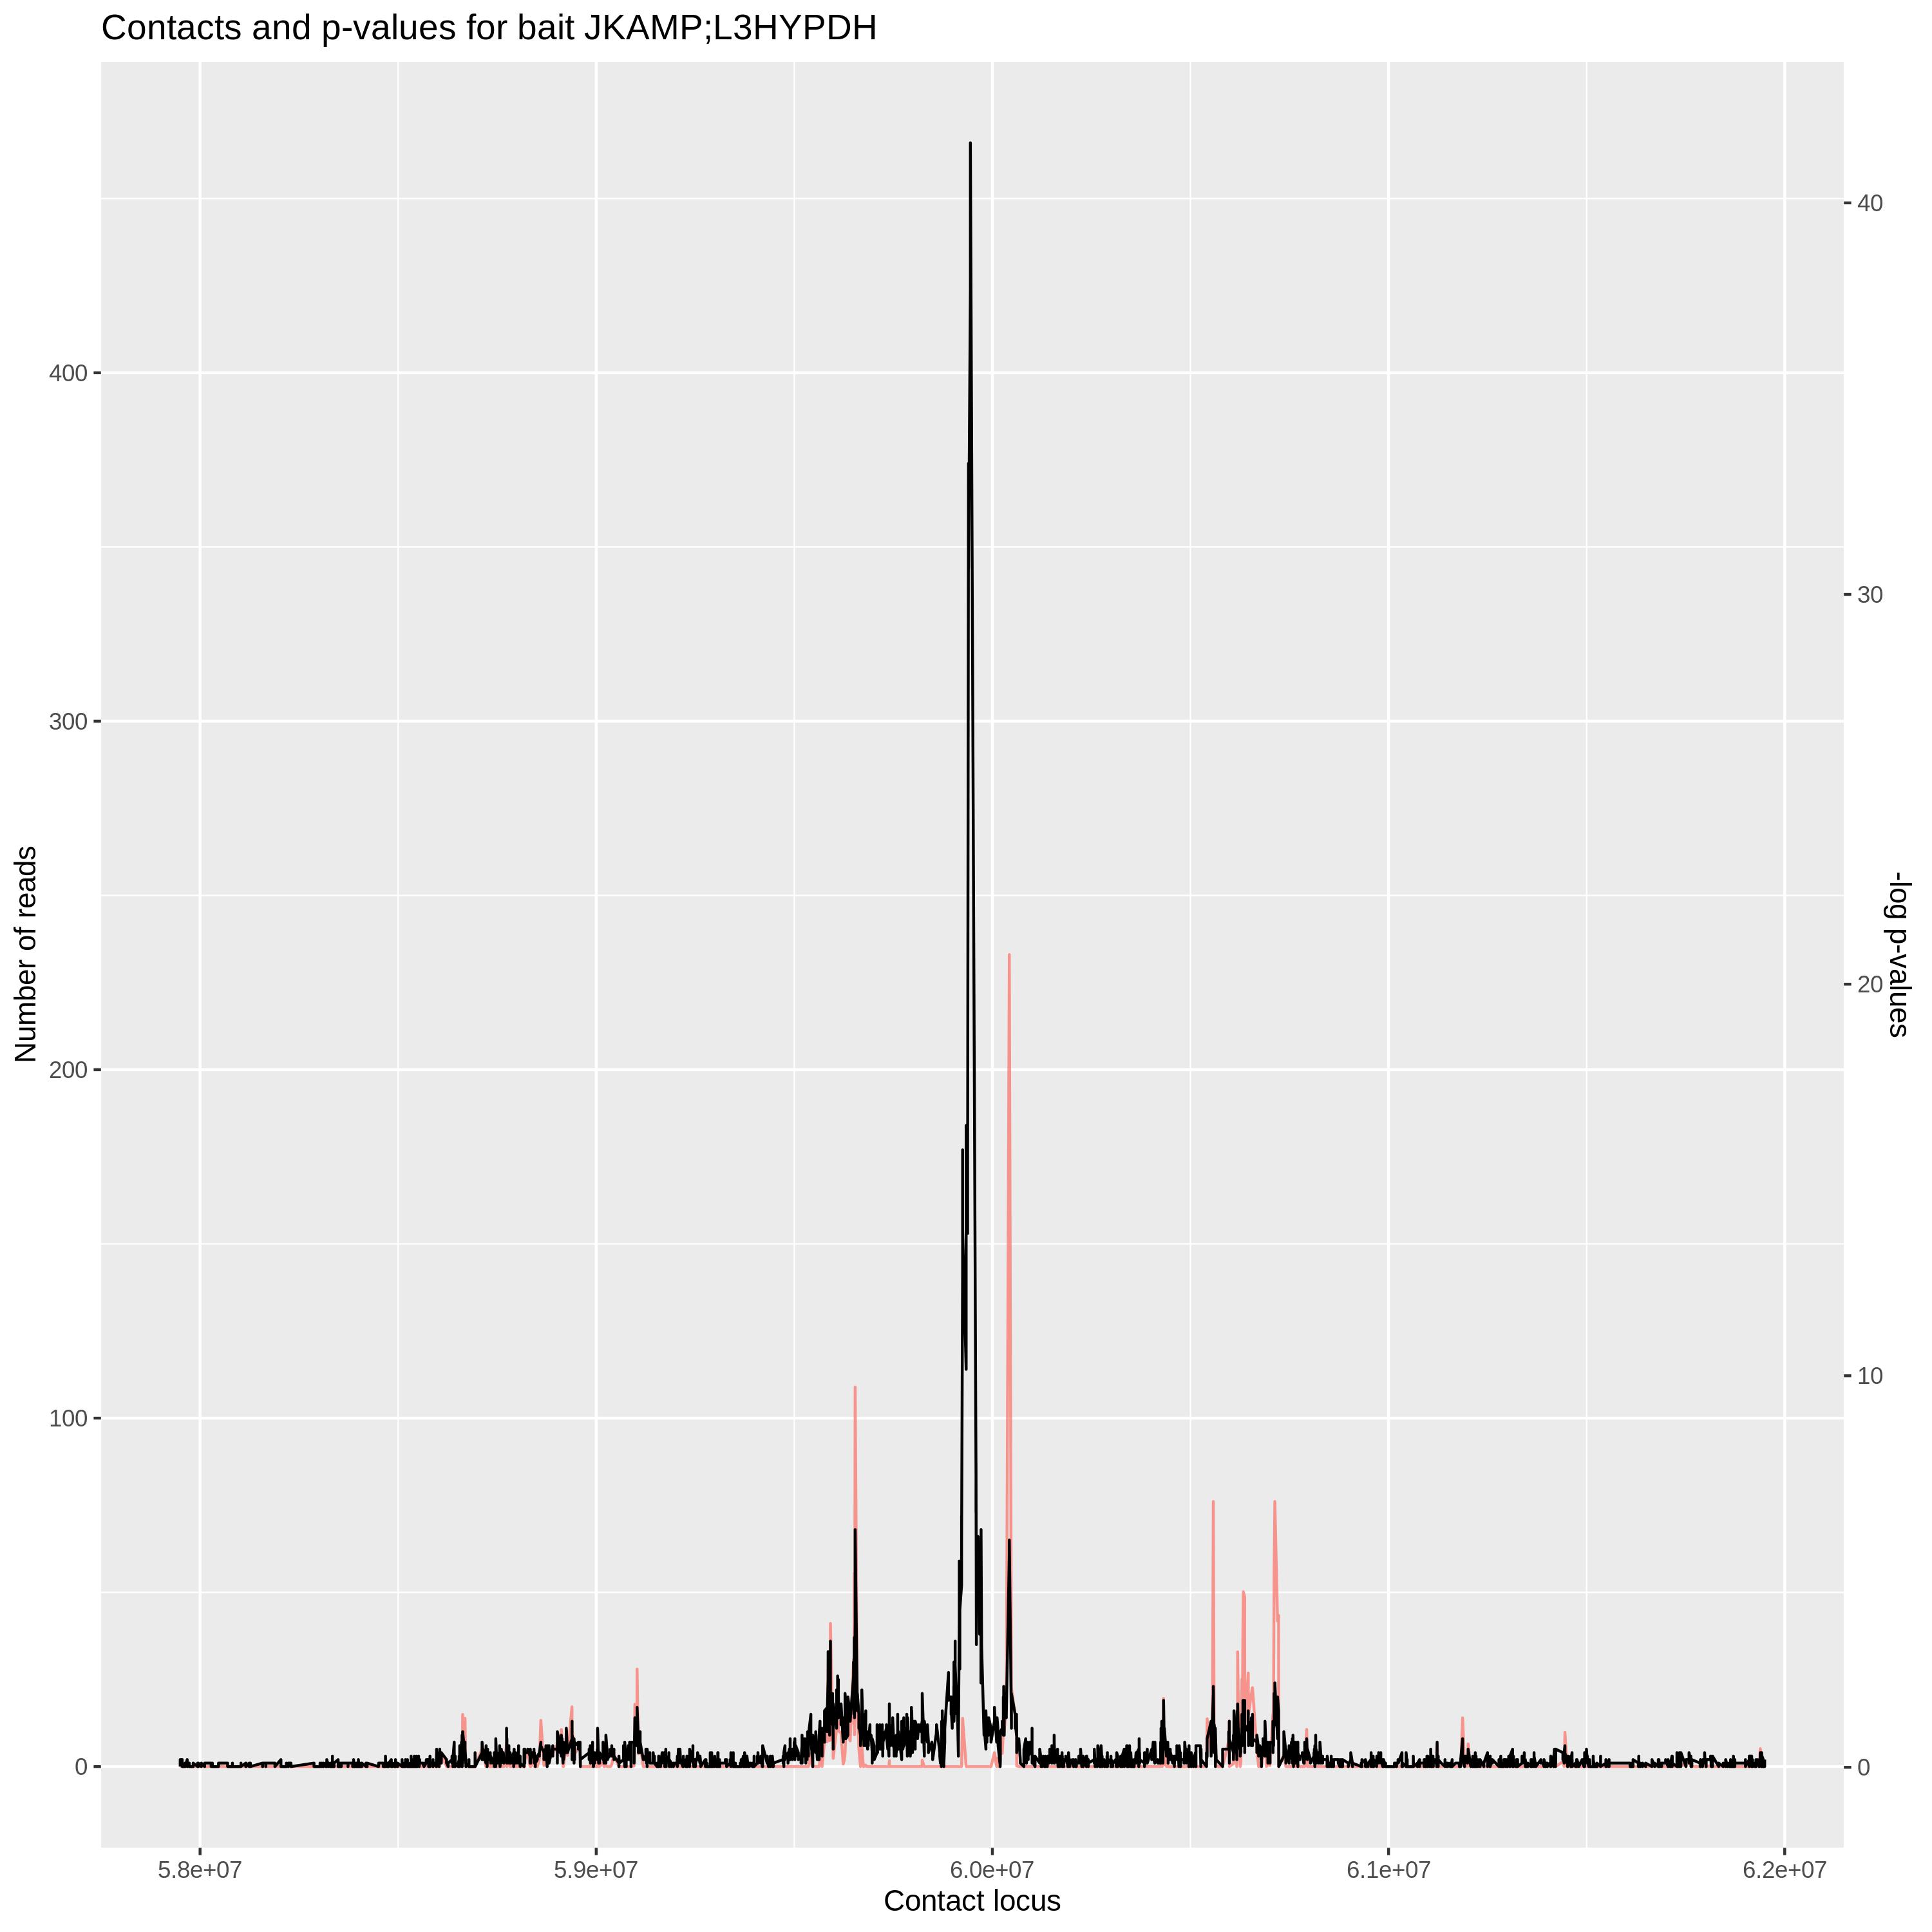 Contacts and p-values for bait JKAMP;L3HYPDH
Number of reads
400
300
200
100
0
40
30
20
10
0
-log p-values
5.8e+07
5.9e+07
6.0e+07
6.1e+07
6.2e+07
Contact locus